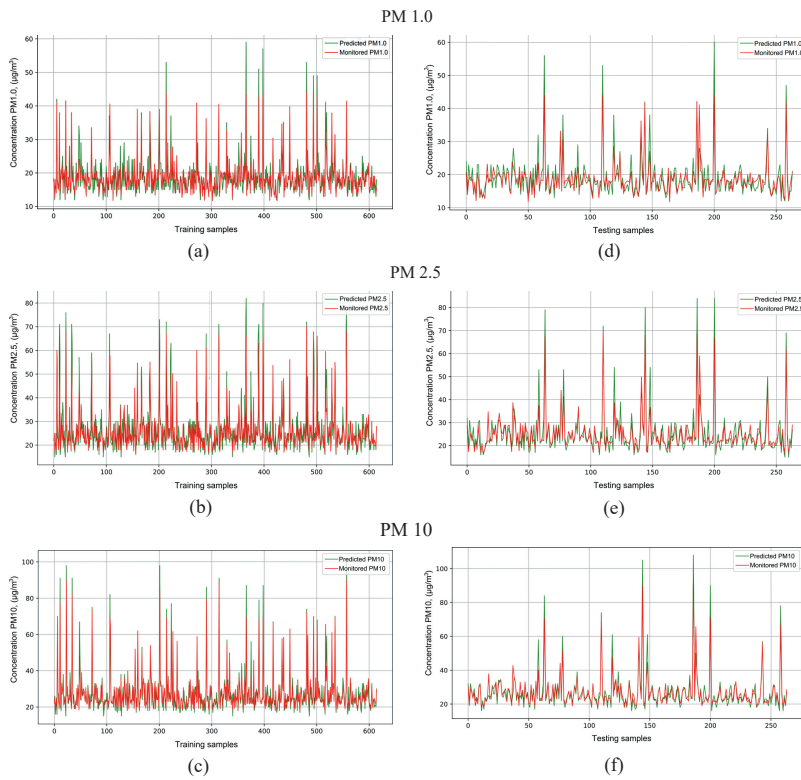 PM 1.0
Predicted PM1.0
Monitored PM1.0
Concentration PM1.0, (μg/m³)
60
50
40
30
20
10
0 100 200 300 400 500 600
Training samples
(a)
Predicted PM1.0
Monitored PM1.0
Concentration PM1.0, (μg/m³)
60
50
40
30
20
10
0 50 100 150 200 250
Testing samples
(d)
PM 2.5
Predicted PM2.5
Monitored PM2.5
Concentration PM2.5, (μg/m³)
80
70
60
50
40
30
20
0 100 200 300 400 500 600
Training samples
(b)
Predicted PM2.5
Monitored PM2.5
Concentration PM2.5, (μg/m³)
80
70
60
50
40
30
20
0 50 100 150 200 250
Testing samples
(e)
PM 10
Predicted PM10
Monitored PM10
Concentration PM10, (μg/m³)
100
80
60
40
20
0 100 200 300 400 500 600
Training samples
(c)
Predicted PM10
Monitored PM10
Concentration PM10, (μg/m³)
100
80
60
40
20
0 50 100 150 200 250
Testing samples
(f)